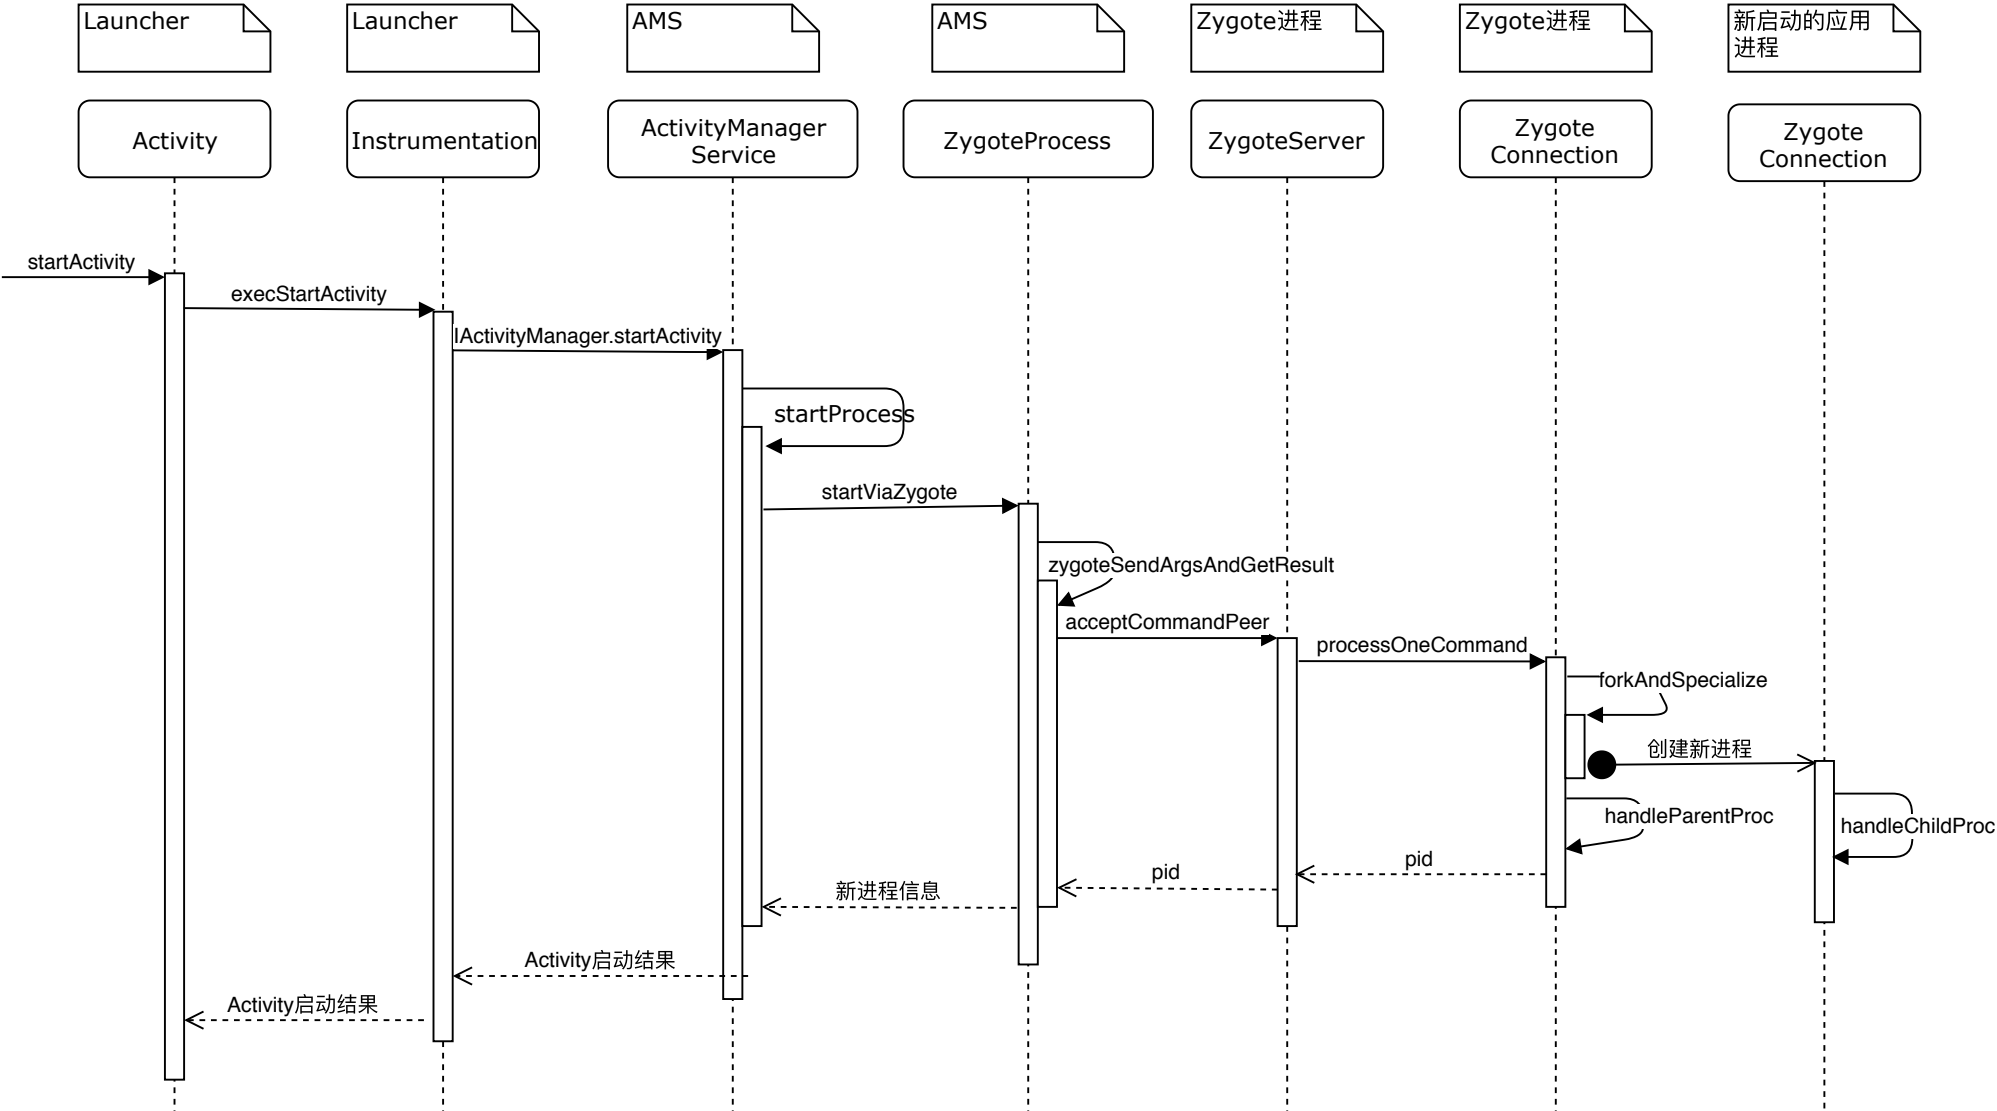 Launcher
Launcher
AMS
AMS
Zygote进程
Zygote进程
新启动的应用
进程
Activity
Instrumentation
ActivityManager
Service
ZygoteProcess
ZygoteServer
Zygote
Connection
Zygote
Connection
startActivity
execStartActivity
IActivityManager.startActivity
startProcess
startViaZygote
zygoteSendArgsAndGetResult
acceptCommandPeer
processOneCommand
forkAndSpecialize
创建新进程
handleParentProc
handleChildProc
pid
pid
新进程信息
Activity启动结果
Activity启动结果